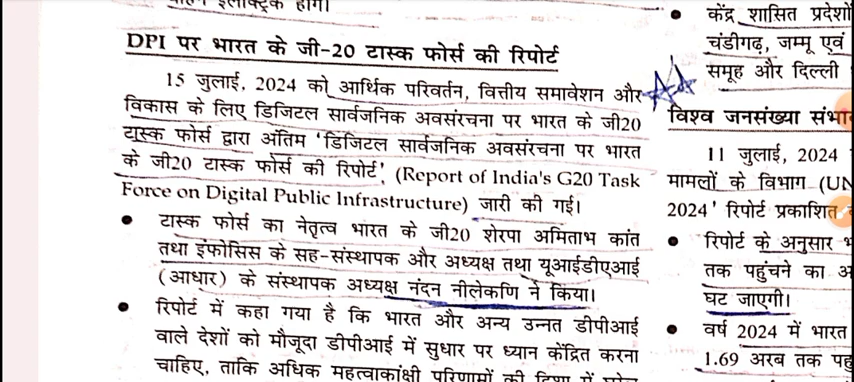 DPI पर भारत के जी-20 टास्क फोर्स की रिपोर्ट
15 जुलाई, 2024 को आर्थिक परिवर्तन, वित्तीय समावेशन और
विकास के लिए डिजिटल सार्वजनिक अवसंरचना पर भारत के जी20
टास्क फोर्स द्वारा अंतिम ‘डिजिटल सार्वजनिक अवसंरचना पर भारत
के जी20 टास्क फोर्स की रिपोर्ट’, (Report of India's G20 Task
Force on Digital Public Infrastructure) जारी की गई।
• टास्क फोर्स का नेतृत्व भारत के जी20 शेरपा अमिताभ कांत
तथा इंफोसिस के सह-संस्थापक और अध्यक्ष तथा यूआईडीएआई
(आधार) के संस्थापक अध्यक्ष नंदन नीलेकणि ने किया।
• रिपोर्ट में कहा गया है कि भारत और अन्य उन्नत डीपीआई
वाले देशों को मौजूदा डीपीआई में सुधार पर ध्यान केंद्रित करना
चाहिए, ताकि अधिक महत्वाकांक्षी परिणामों की दिशा में
• केंद्र शासित प्रदेशों
चंडीगढ़, जम्मू एवं
समूह और दिल्ली
विश्व जनसंख्या
11 जुलाई, 2024
मामलों के विभाग (UN
2024’ रिपोर्ट प्रकाशित
• रिपोर्ट के अनुसार
तक पहुंचने का
घट जाएगी।
• वर्ष 2024 में भारत
1.69 अरब तक